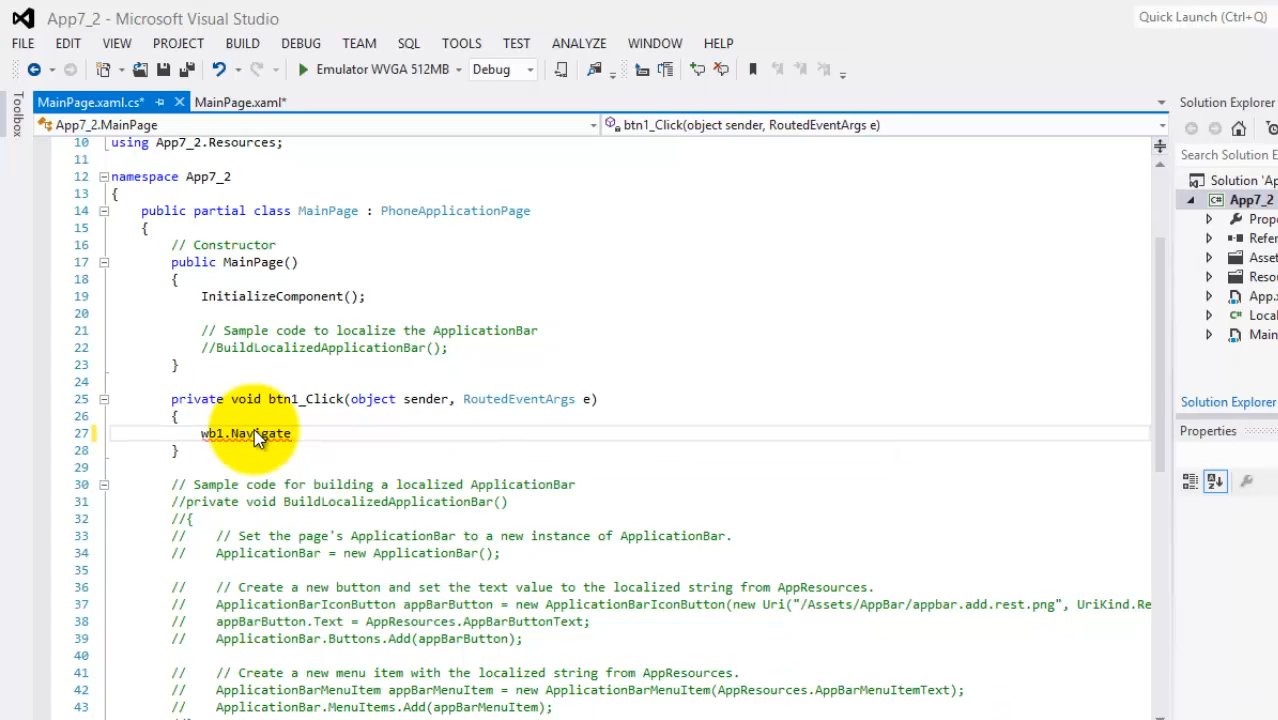 App7_2 - Microsoft Visual Studio
Quick Launch (Ctrl+Q)
FILE EDIT VIEW PROJECT BUILD DEBUG TEAM SQL TOOLS TEST ANALYZE WINDOW HELP
Emulator WVGA 512MB Debug
MainPage.xaml.cs* MainPage.xaml*
Solution Explorer
App7_2.MainPage btn1_Click(object sender, RoutedEventArgs e)
Toolbox
Search Solution E
Solution 'Ap
App7_2
Prope
Refer
Asset
Resou
App.x
Local
Main
Solution Explorer
Properties
10 using App7_2.Resources;
11
12 namespace App7_2
13 {
14 public partial class MainPage : PhoneApplicationPage
15 {
16 // Constructor
17 public MainPage()
18 {
19 InitializeComponent();
20
21 // Sample code to localize the ApplicationBar
22 //BuildLocalizedApplicationBar();
23 }
24
25 private void btn1_Click(object sender, RoutedEventArgs e)
26 {
27 wb1.Navigate
28 }
29
30 // Sample code for building a localized ApplicationBar
31 //private void BuildLocalizedApplicationBar()
32 //{
33 // // Set the page's ApplicationBar to a new instance of ApplicationBar.
34 // ApplicationBar = new ApplicationBar();
35
36 // // Create a new button and set the text value to the localized string from AppResources.
37 // ApplicationBarIconButton appBarButton = new ApplicationBarIconButton(new Uri("/Assets/AppBar/appbar.add.rest.png", UriKind.Re
38 // appBarButton.Text = AppResources.AppBarButtonText;
39 // ApplicationBar.Buttons.Add(appBarButton);
40
41 // // Create a new menu item with the localized string from AppResources.
42 // ApplicationBarMenuItem appBarMenuItem = new ApplicationBarMenuItem(AppResources.AppBarMenuItemText);
43 // ApplicationBar.MenuItems.Add(appBarMenuItem);